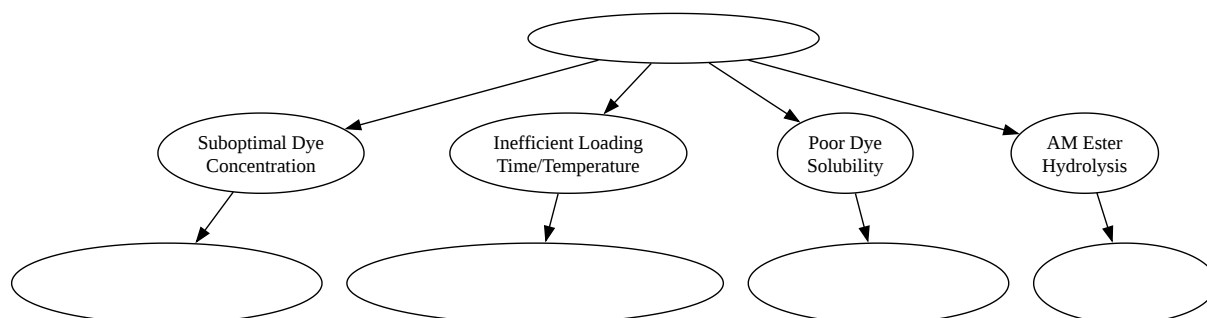 Suboptimal Dye
Concentration
Inefficient Loading
Time/Temperature
Poor Dye
Solubility
AM Ester
Hydrolysis